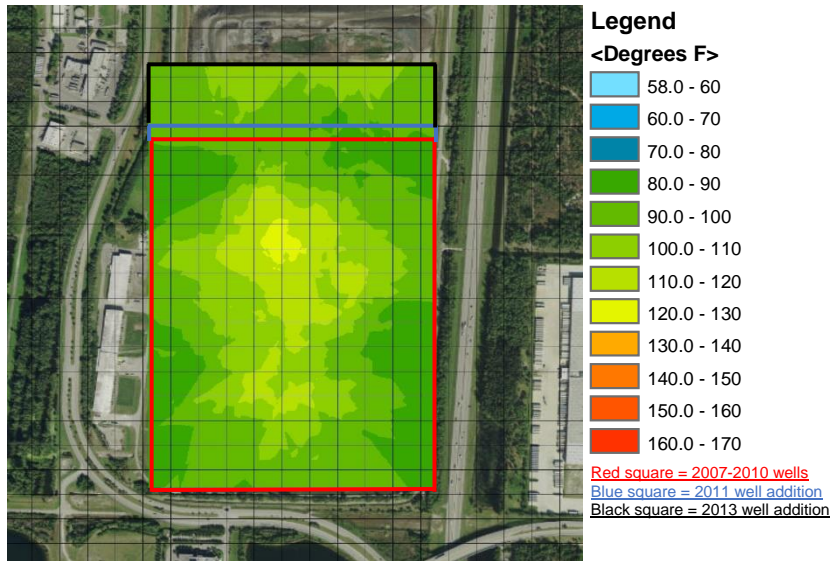 Legend
<Degrees F>
58.0 - 60
60.0 - 70
70.0 - 80
80.0 - 90
90.0 - 100
100.0 - 110
110.0 - 120
120.0 - 130
130.0 - 140
140.0 - 150
150.0 - 160
160.0 - 170
Red square = 2007-2010 wells
Blue square = 2011 well addition
Black square = 2013 well addition